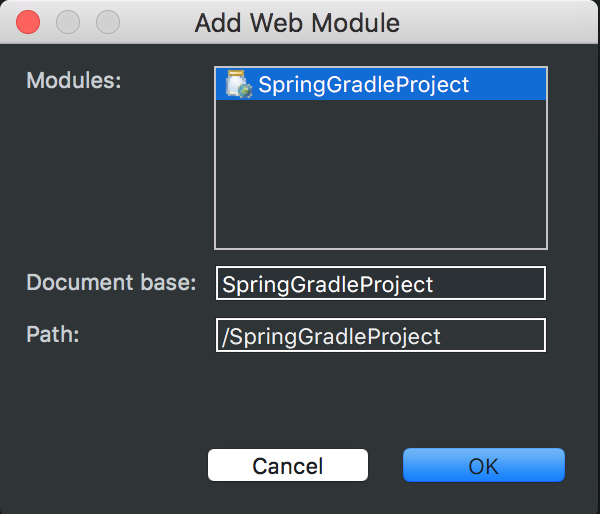 Add Web Module
Modules:
SpringGradleProject
Document base: SpringGradleProject
Path: /SpringGradleProject
Cancel OK